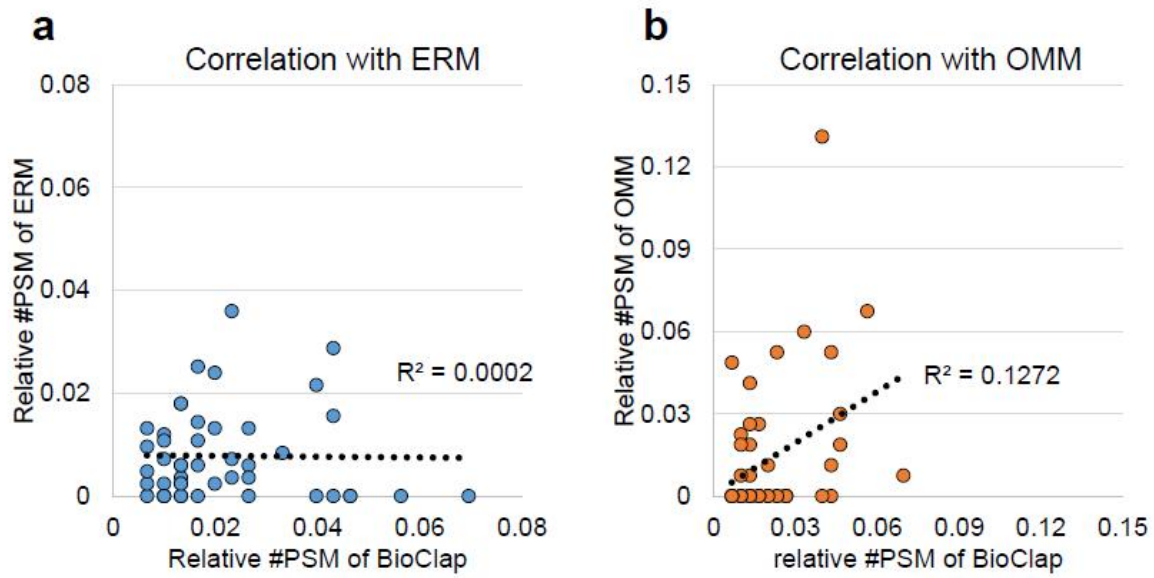 a
Correlation with ERM
0.08
0.06
0.04
0.02
0
Relative #PSM of ERM
R² = 0.0002
0 0.02 0.04 0.06 0.08
Relative #PSM of BioClap
b
Correlation with OMM
0.15
0.12
0.09
0.06
0.03
0
Relative #PSM of OMM
R² = 0.1272
0 0.03 0.06 0.09 0.12 0.15
relative #PSM of BioClap